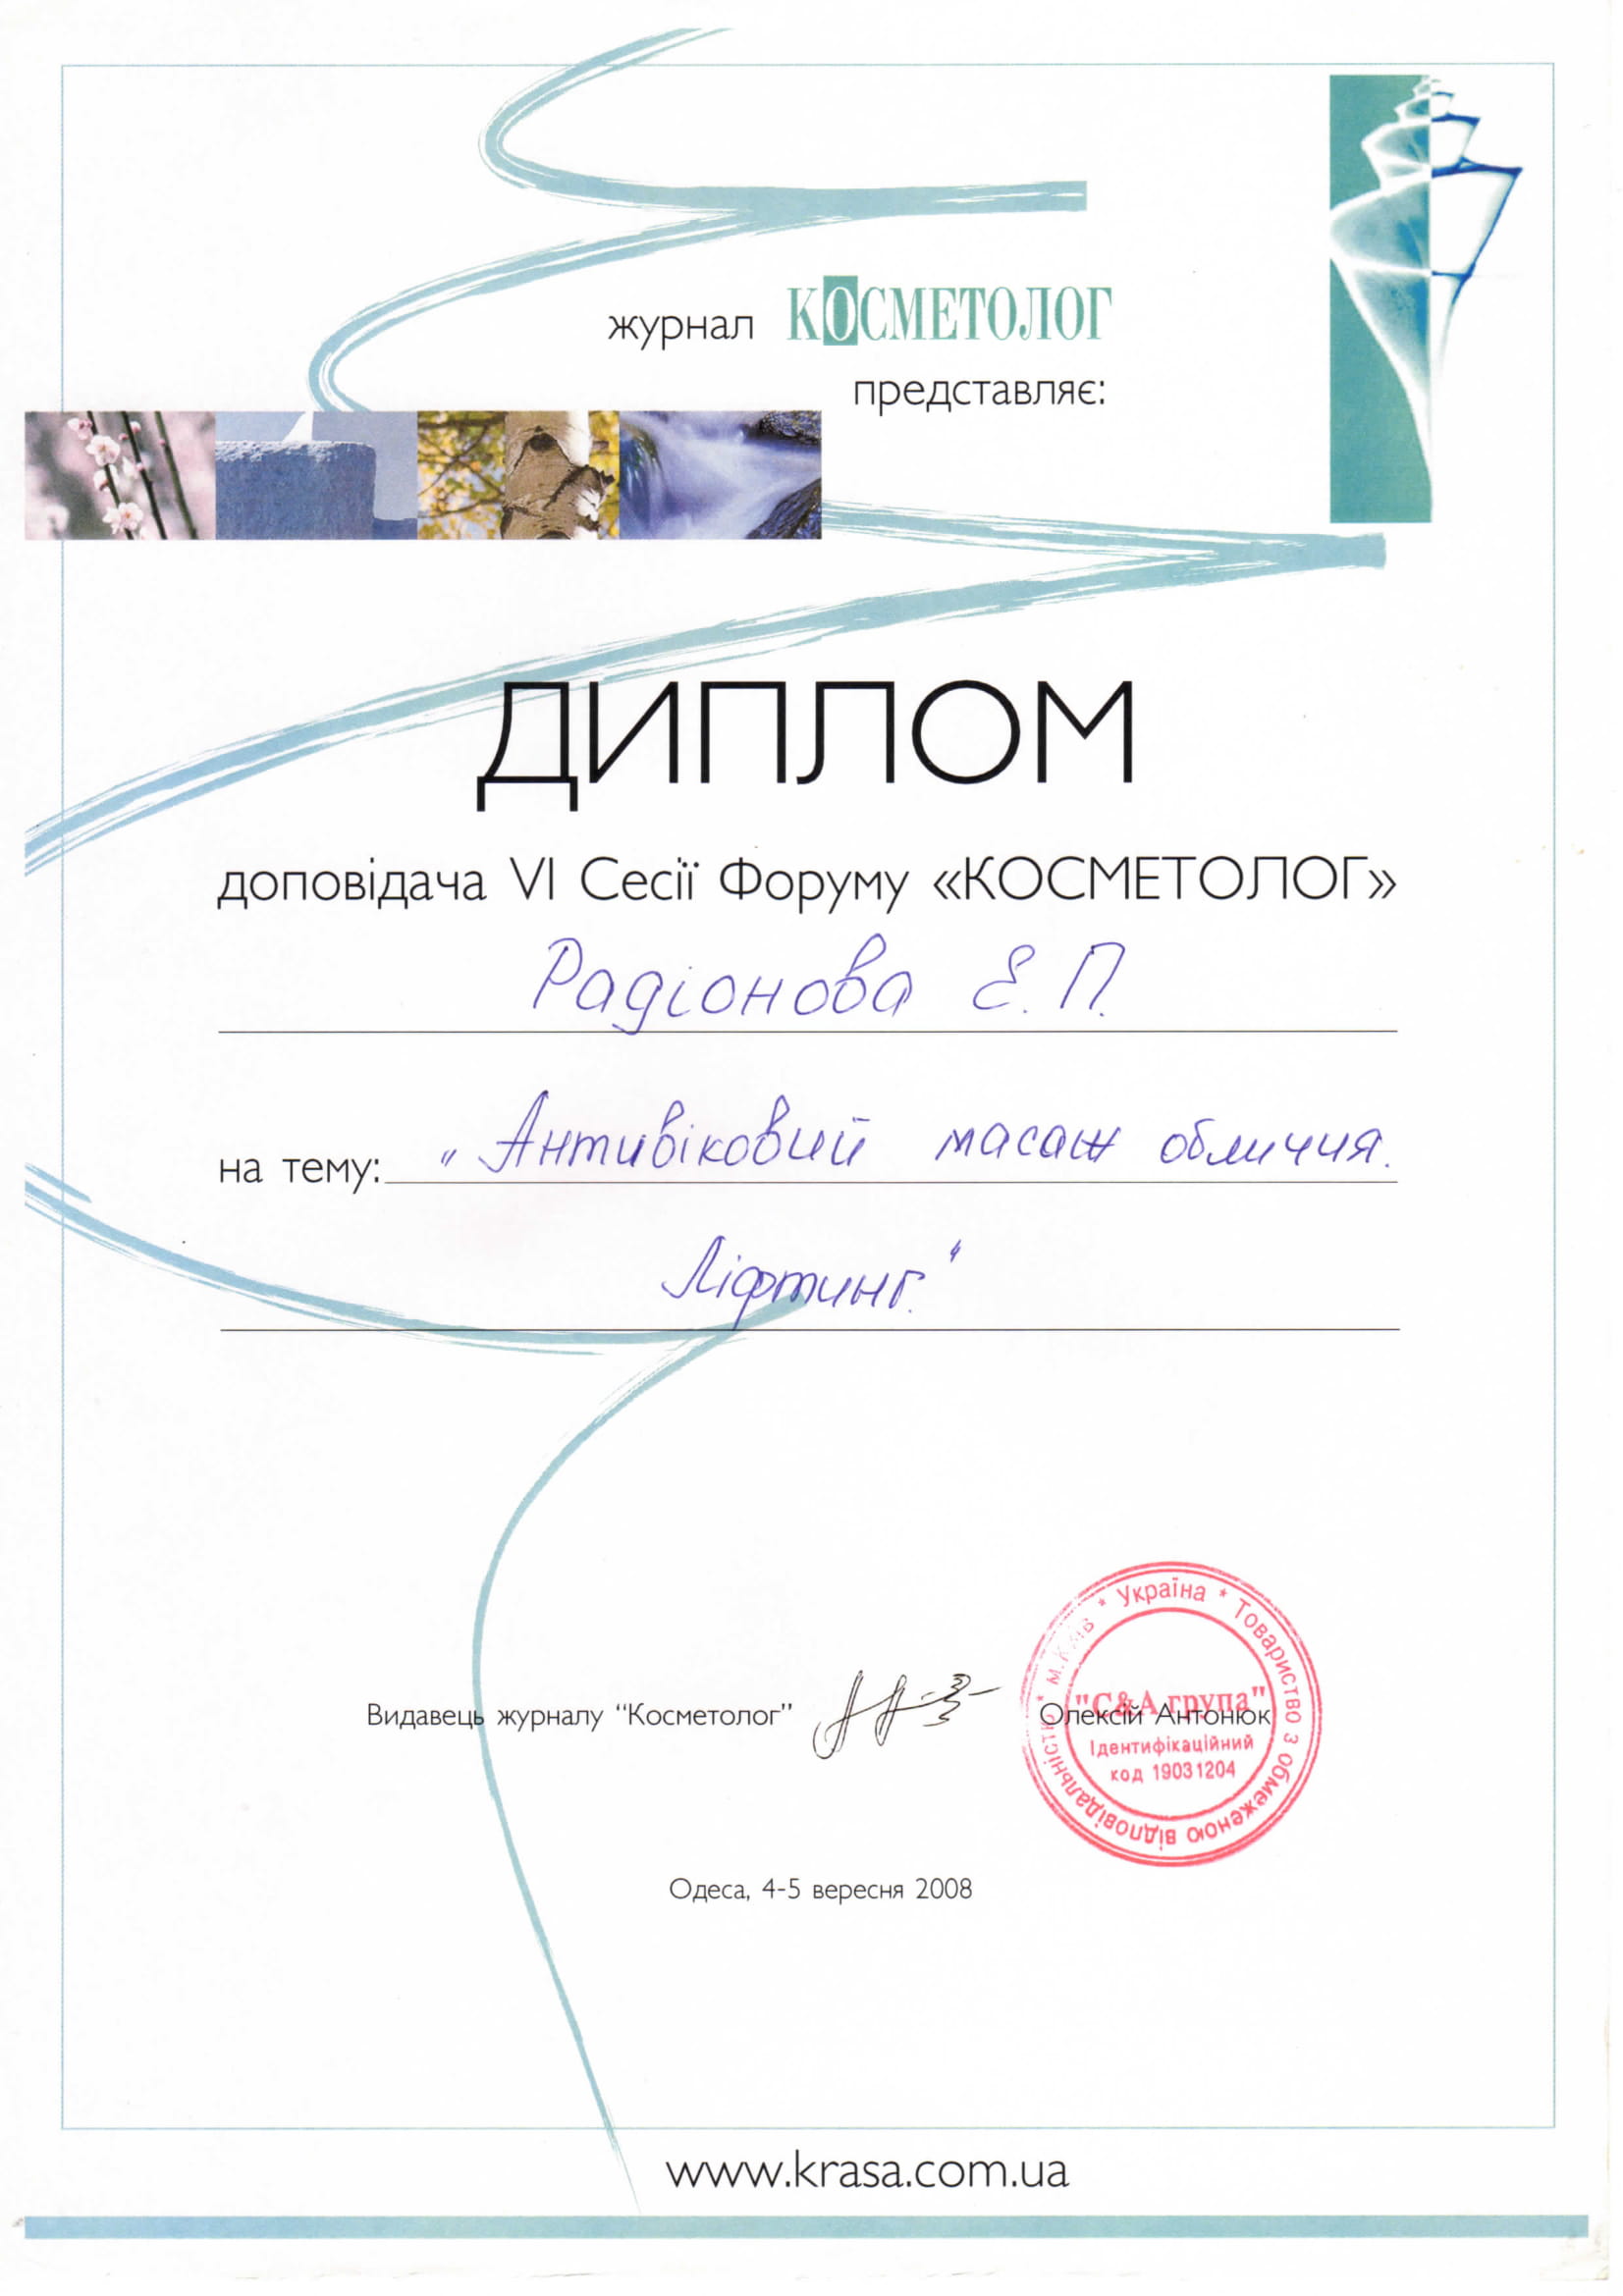 журнал КОСМЕТОЛОГ
представляє:
ДИПЛОМ
доповідача VI Сесії Форуму «КОСМЕТОЛОГ»
Радіонова Е. П.
на тему: „Антивіковий масаж обличчя.
Ліфтинг."
Видавець журналу "Косметолог" Олексій Антонюк
* Україна * Товариство з обмеженою відповідальністю * м.Київ
"С&А група"
Ідентифікаційний
код 19031204
Одеса, 4-5 вересня 2008
www.krasa.com.ua